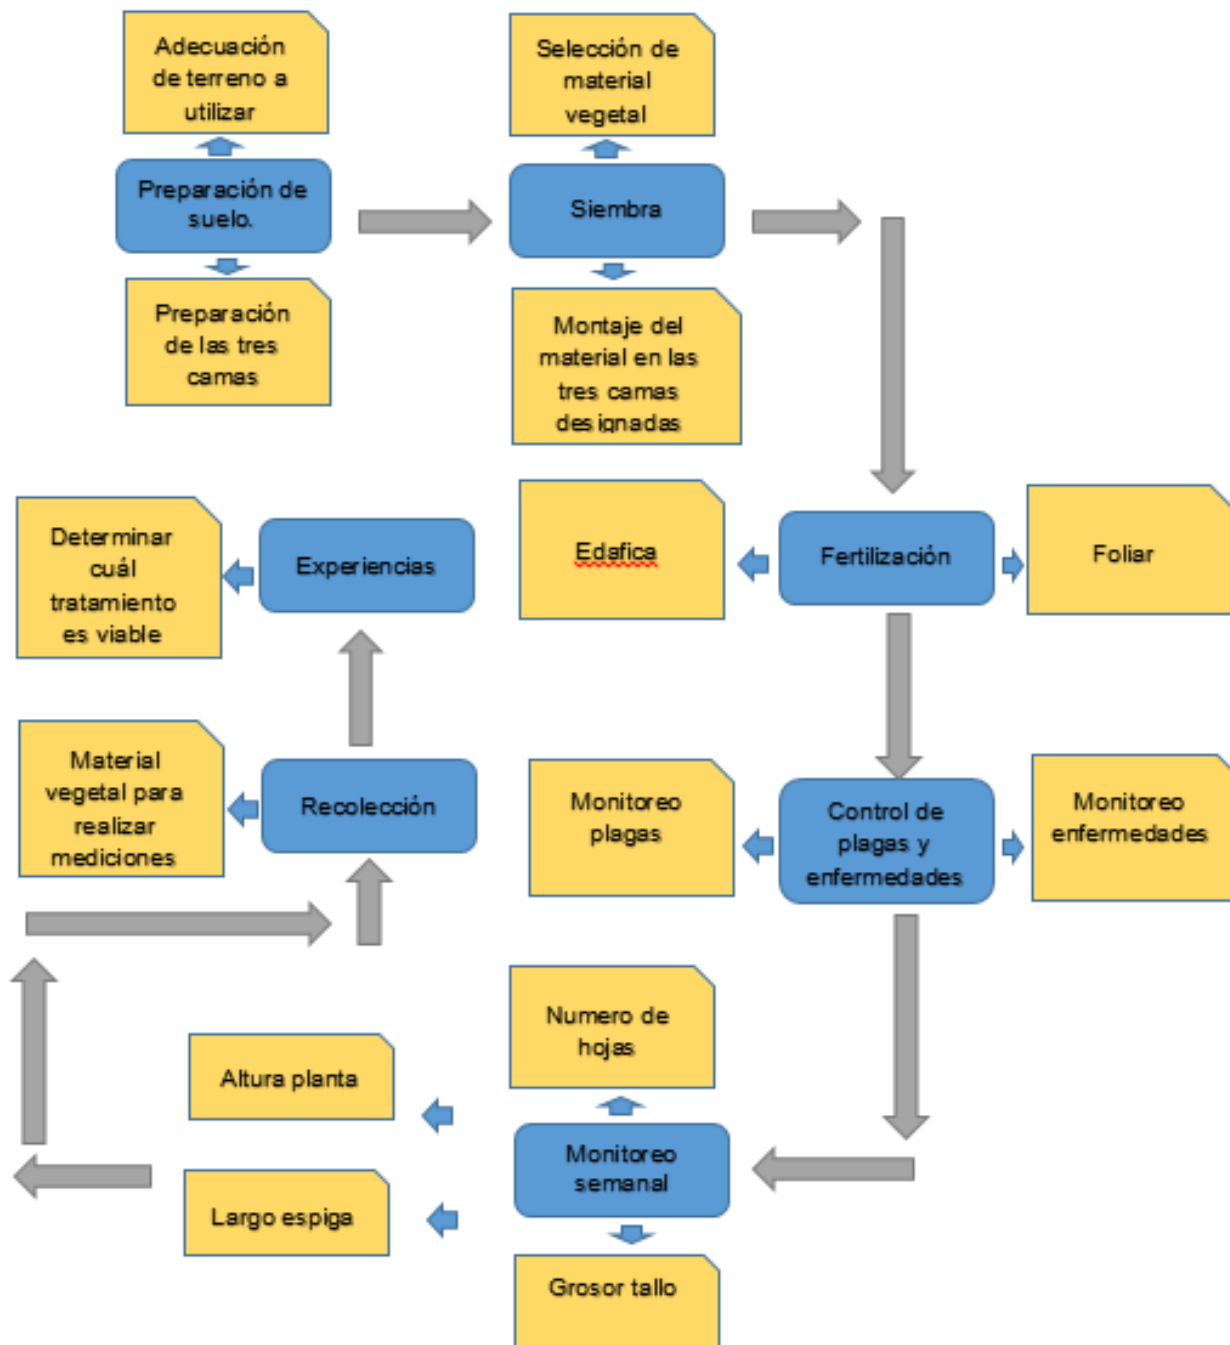 Adecuación
de terreno a
utilizar
Selección de
material
vegetal
Preparación de
suelo.
Siembra
Preparación
de las tres
camas
Montaje del
material en las
tres camas
designadas
Determinar
cuál
tratamiento
es viable
Experiencias
Edafica
Fertilización
Foliar
Material
vegetal para
realizar
mediciones
Recolección
Monitoreo
plagas
Control de
plagas y
enfermedades
Monitoreo
enfermedades
Numero de
hojas
Altura planta
Monitoreo
semanal
Largo espiga
Grosor tallo